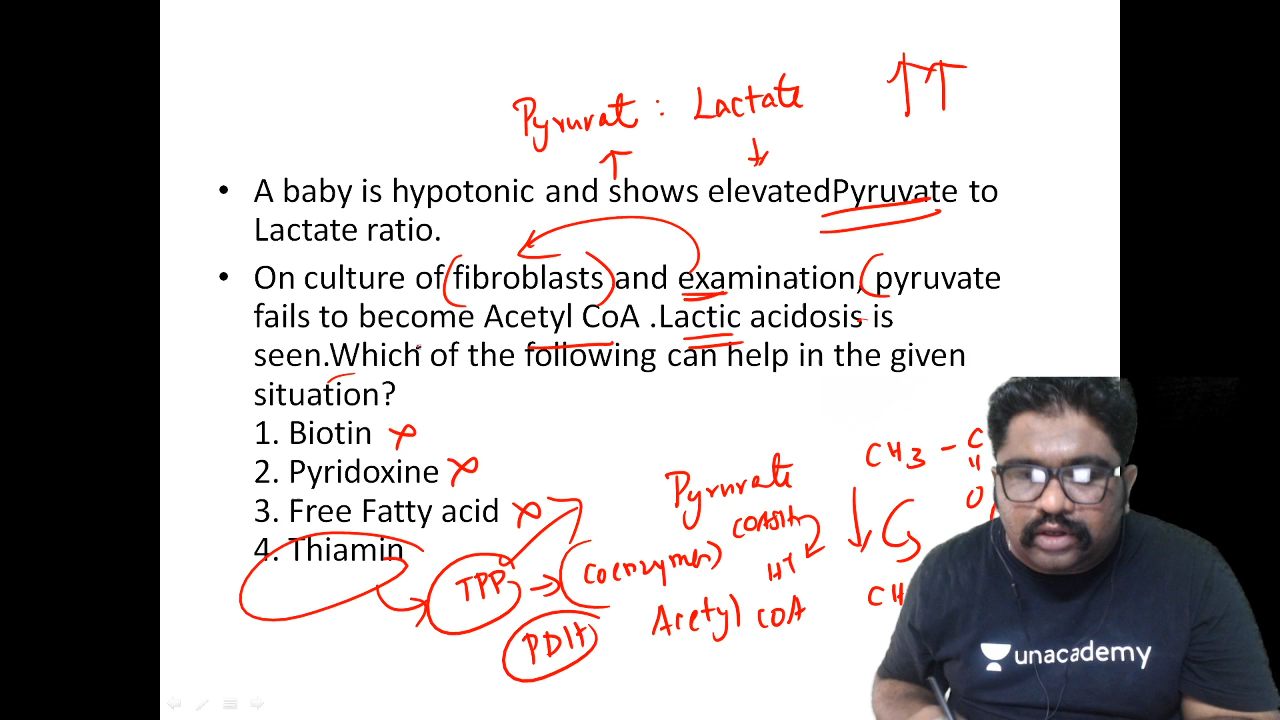 Pyruvat : Lactate
• A baby is hypotonic and shows elevatedPyruvate to
Lactate ratio.
• On culture of fibroblasts and examination, pyruvate
fails to become Acetyl CoA .Lactic acidosis is
seen.Which of the following can help in the given
situation?
1. Biotin
2. Pyridoxine
3. Free Fatty acid
4. Thiamin
Pyruvate
CH3 - C
O
COASH
TPP
(Coenzymes)
Acetyl COA
CH
PDH
unacademy